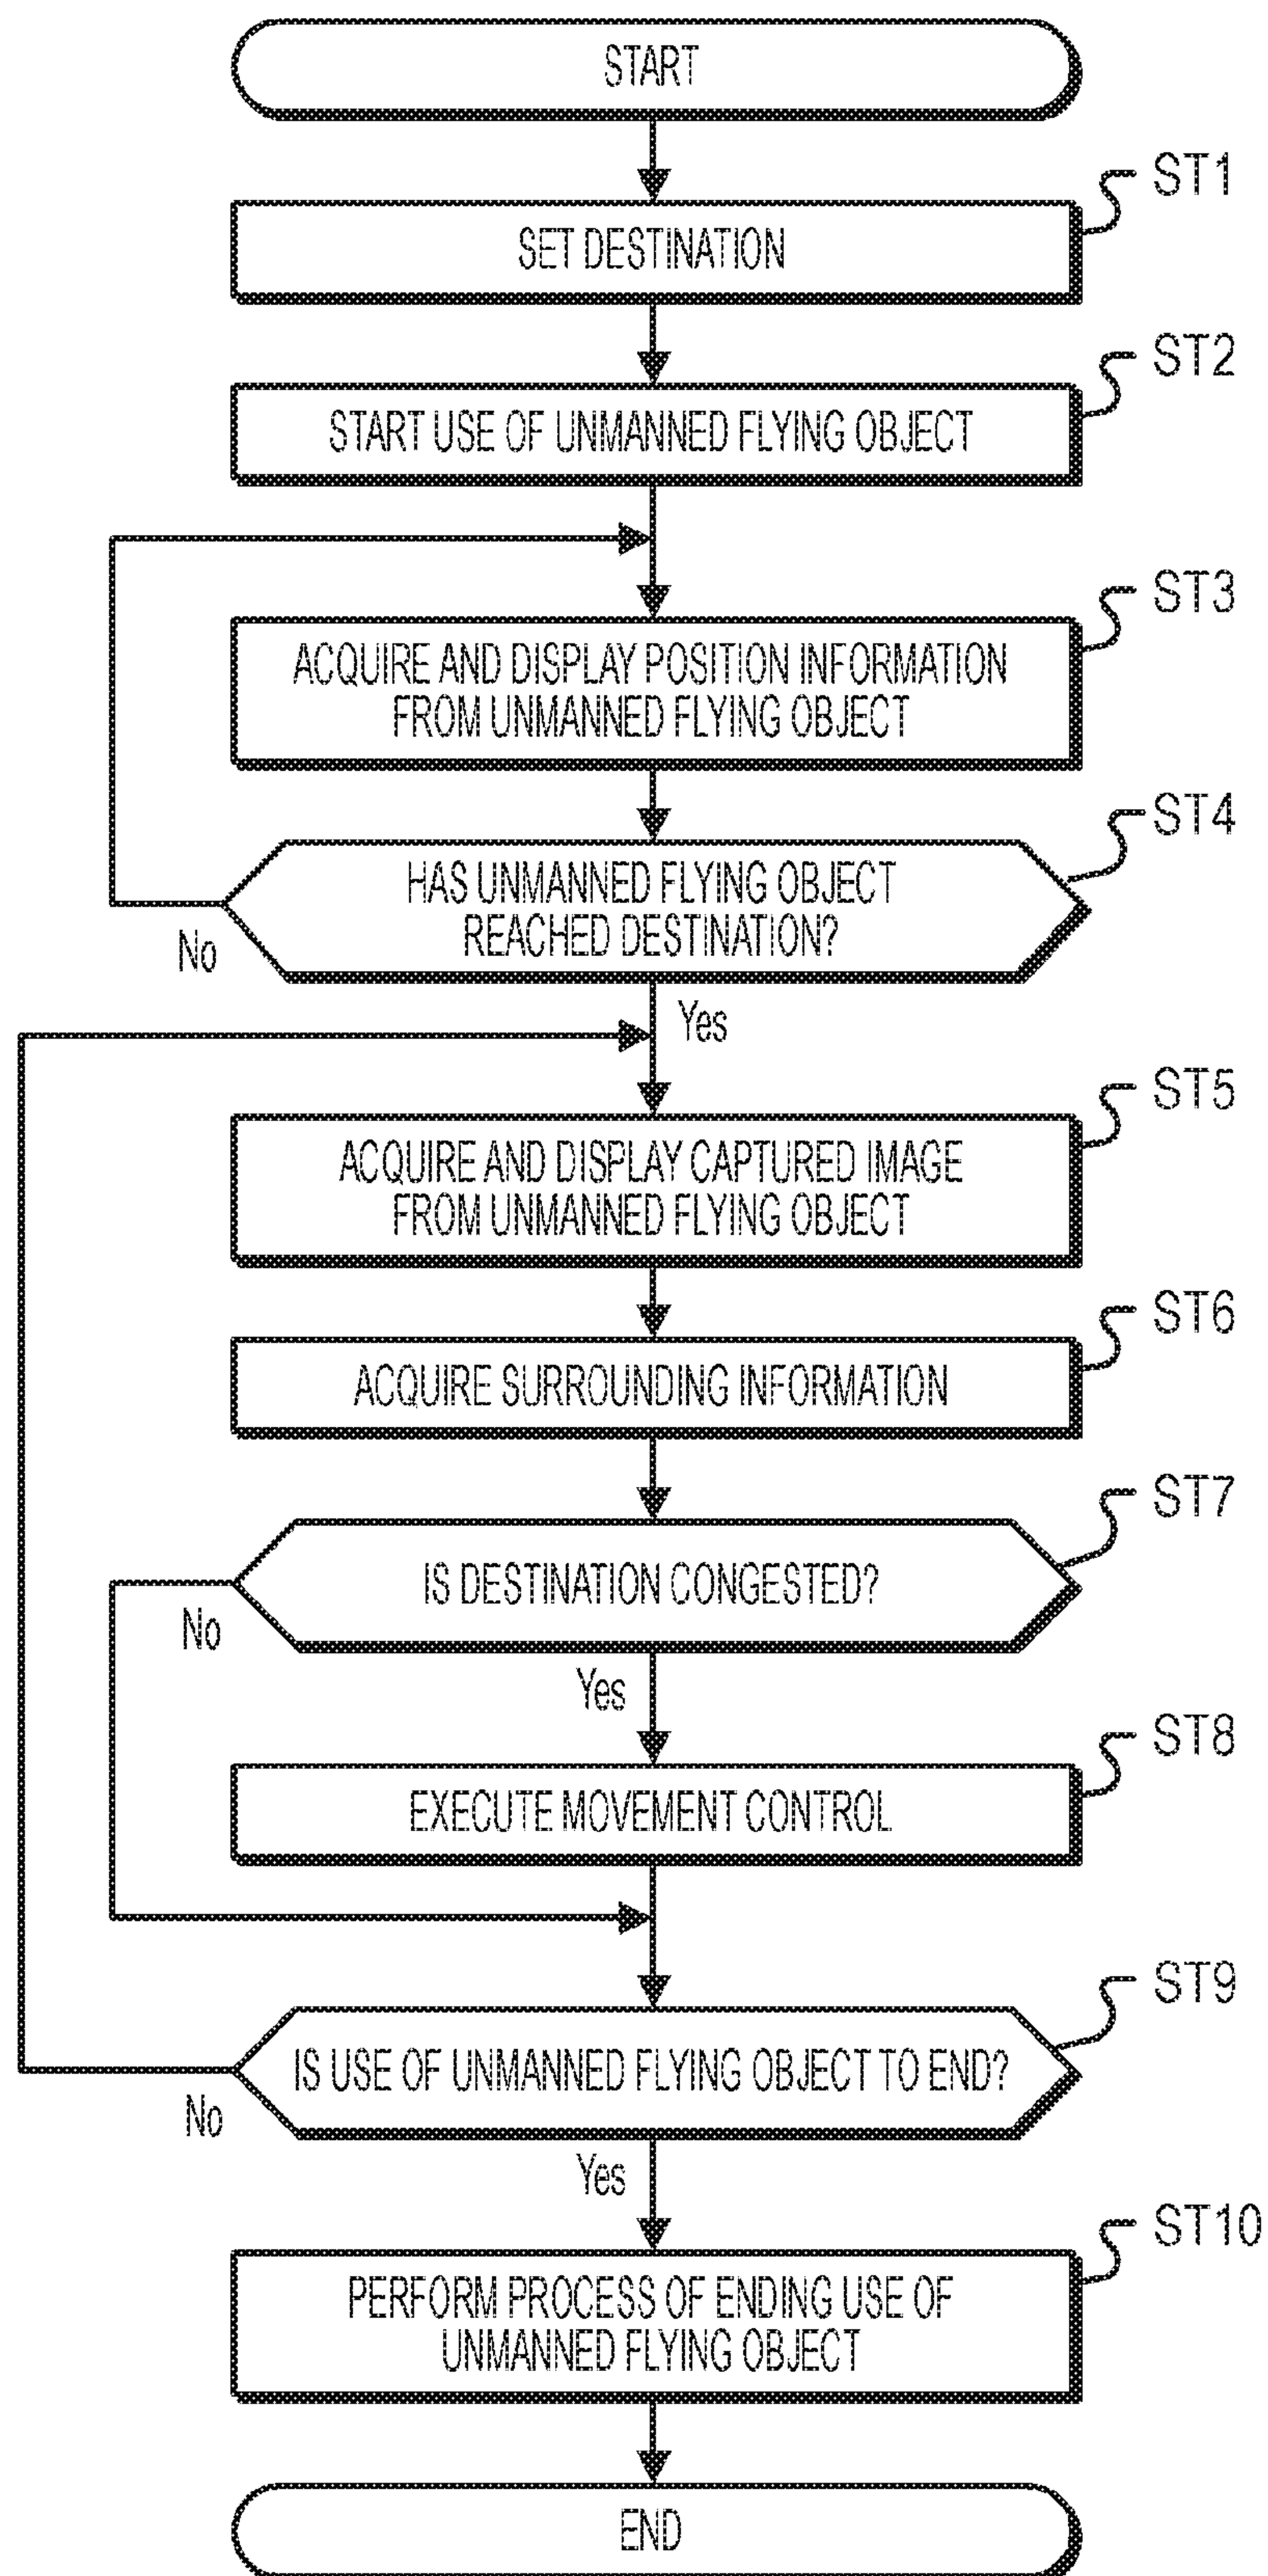 START
ST1
SET DESTINATION
ST2
START USE OF UNMANNED FLYING OBJECT
ST3
ACQUIRE AND DISPLAY POSITION INFORMATION
FROM UNMANNED FLYING OBJECT
ST4
HAS UNMANNED FLYING OBJECT
REACHED DESTINATION?
No
Yes
ST5
ACQUIRE AND DISPLAY CAPTURED IMAGE
FROM UNMANNED FLYING OBJECT
ST6
ACQUIRE SURROUNDING INFORMATION
ST7
IS DESTINATION CONGESTED?
No
Yes
ST8
EXECUTE MOVEMENT CONTROL
ST9
IS USE OF UNMANNED FLYING OBJECT TO END?
No
Yes
ST10
PERFORM PROCESS OF ENDING USE OF
UNMANNED FLYING OBJECT
END